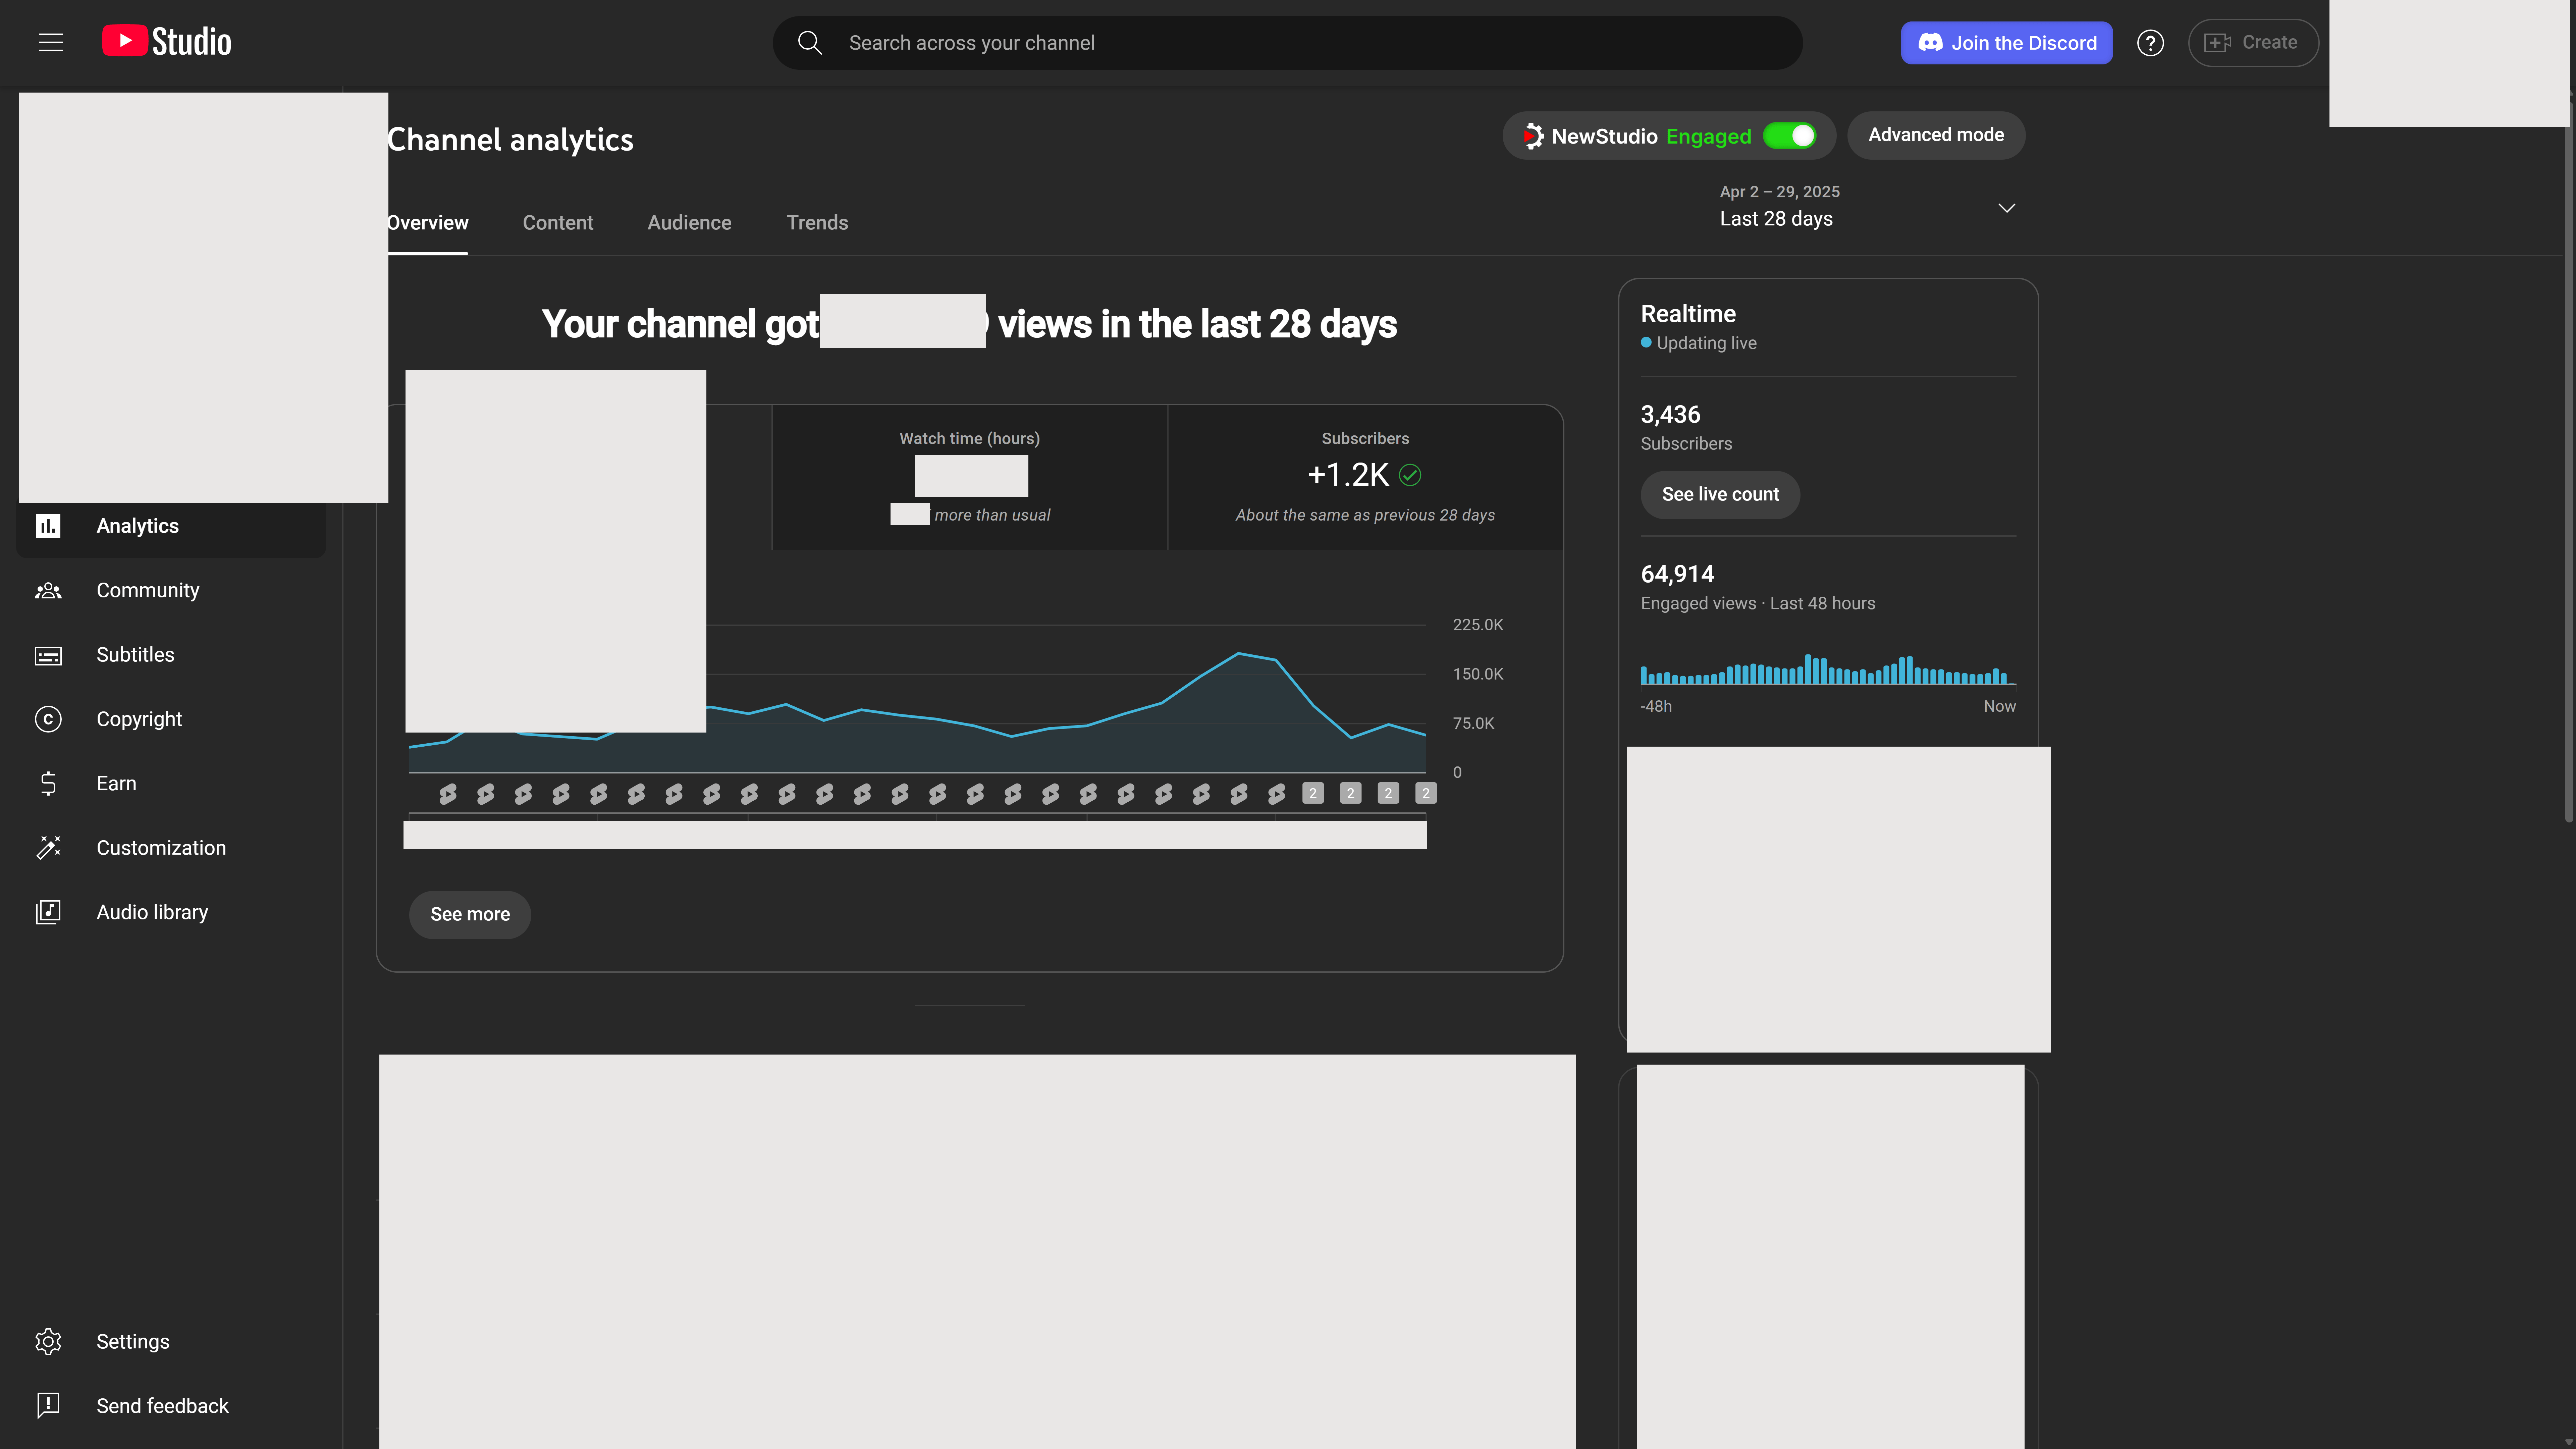 Studio
Search across your channel
Join the Discord
Create
Channel analytics
NewStudio Engaged
Advanced mode
Overview
Content
Audience
Trends
Apr 2 – 29, 2025
Last 28 days
Your channel got views in the last 28 days
Watch time (hours)
more than usual
Subscribers
+1.2K
About the same as previous 28 days
225.0K
150.0K
75.0K
0
2
2
2
2
See more
Realtime
Updating live
3,436
Subscribers
See live count
64,914
Engaged views · Last 48 hours
-48h
Now
Analytics
Community
Subtitles
Copyright
Earn
Customization
Audio library
Settings
Send feedback